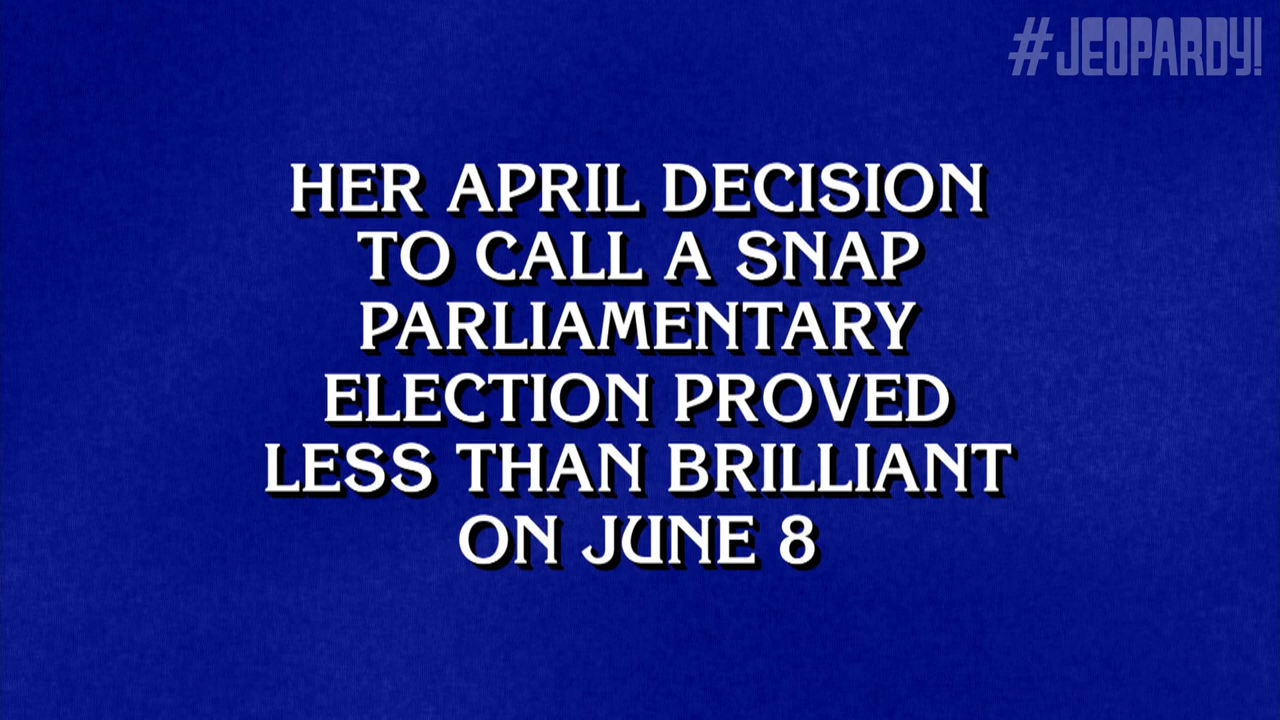 #JEOPARDY!
HER APRIL DECISION
TO CALL A SNAP
PARLIAMENTARY
ELECTION PROVED
LESS THAN BRILLIANT
ON JUNE 8